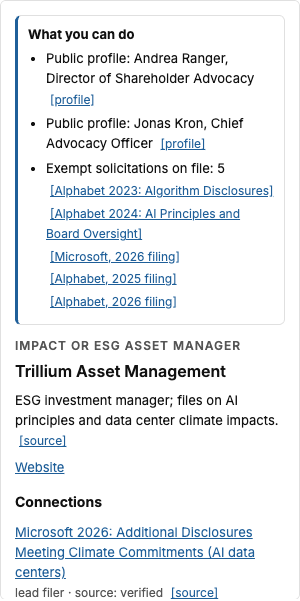 What you can do
• Public profile: Andrea Ranger,
Director of Shareholder Advocacy
[profile]
• Public profile: Jonas Kron, Chief
Advocacy Officer [profile]
• Exempt solicitations on file: 5
[Alphabet 2023: Algorithm Disclosures]
[Alphabet 2024: AI Principles and
Board Oversight]
[Microsoft, 2026 filing]
[Alphabet, 2025 filing]
[Alphabet, 2026 filing]
IMPACT OR ESG ASSET MANAGER
Trillium Asset Management
ESG investment manager; files on AI
principles and data center climate impacts.
[source]
Website
Connections
Microsoft 2026: Additional Disclosures
Meeting Climate Commitments (AI data
centers)
lead filer · source: verified [source]